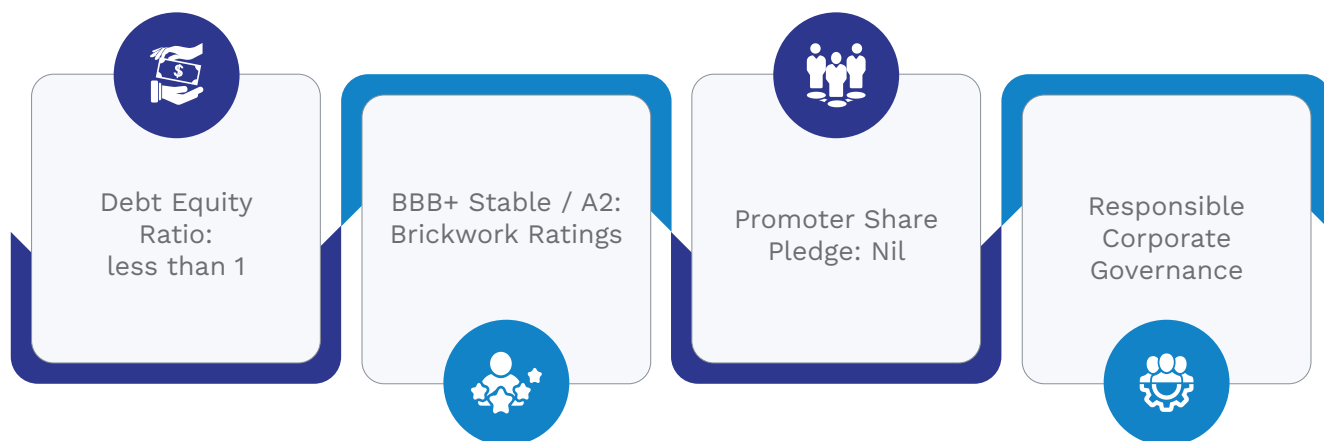 Debt Equity
Ratio:
less than 1
BBB+ Stable / A2:
Brickwork Ratings
Promoter Share
Pledge: Nil
Responsible
Corporate
Governance